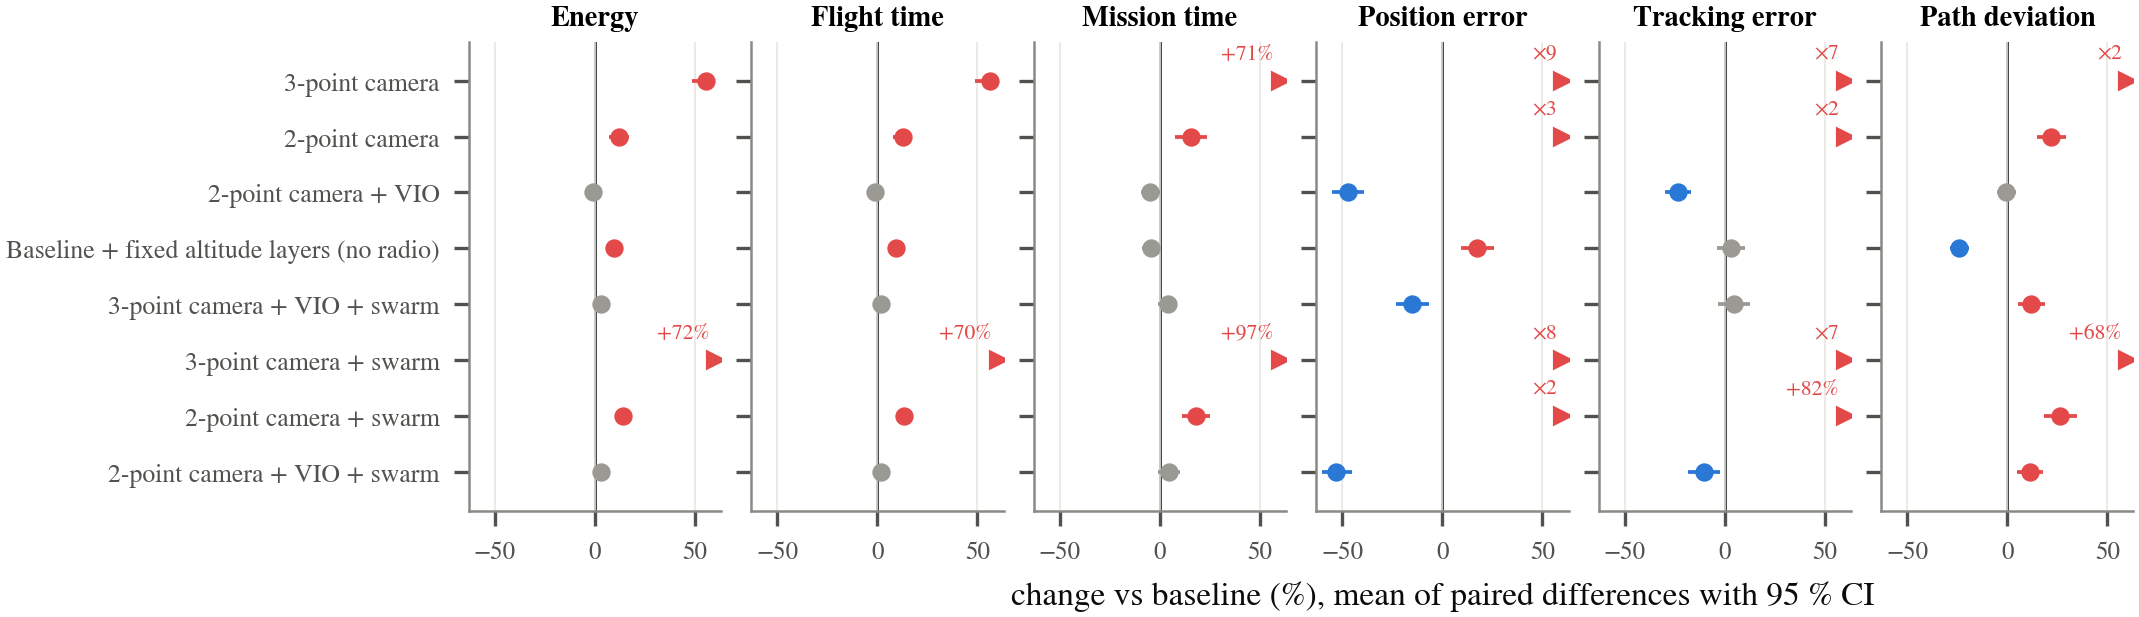 Energy Flight time Mission time Position error Tracking error Path deviation
+71% ×9 ×7 ×2
3-point camera
×3 ×2
2-point camera
2-point camera + VIO
Baseline + fixed altitude layers (no radio)
3-point camera + VIO + swarm
+72% +70% +97% ×8 ×7 +68%
3-point camera + swarm
×2 +82%
2-point camera + swarm
2-point camera + VIO + swarm
−50 0 50 −50 0 50 −50 0 50 −50 0 50 −50 0 50 −50 0 50
change vs baseline (%), mean of paired differences with 95 % CI